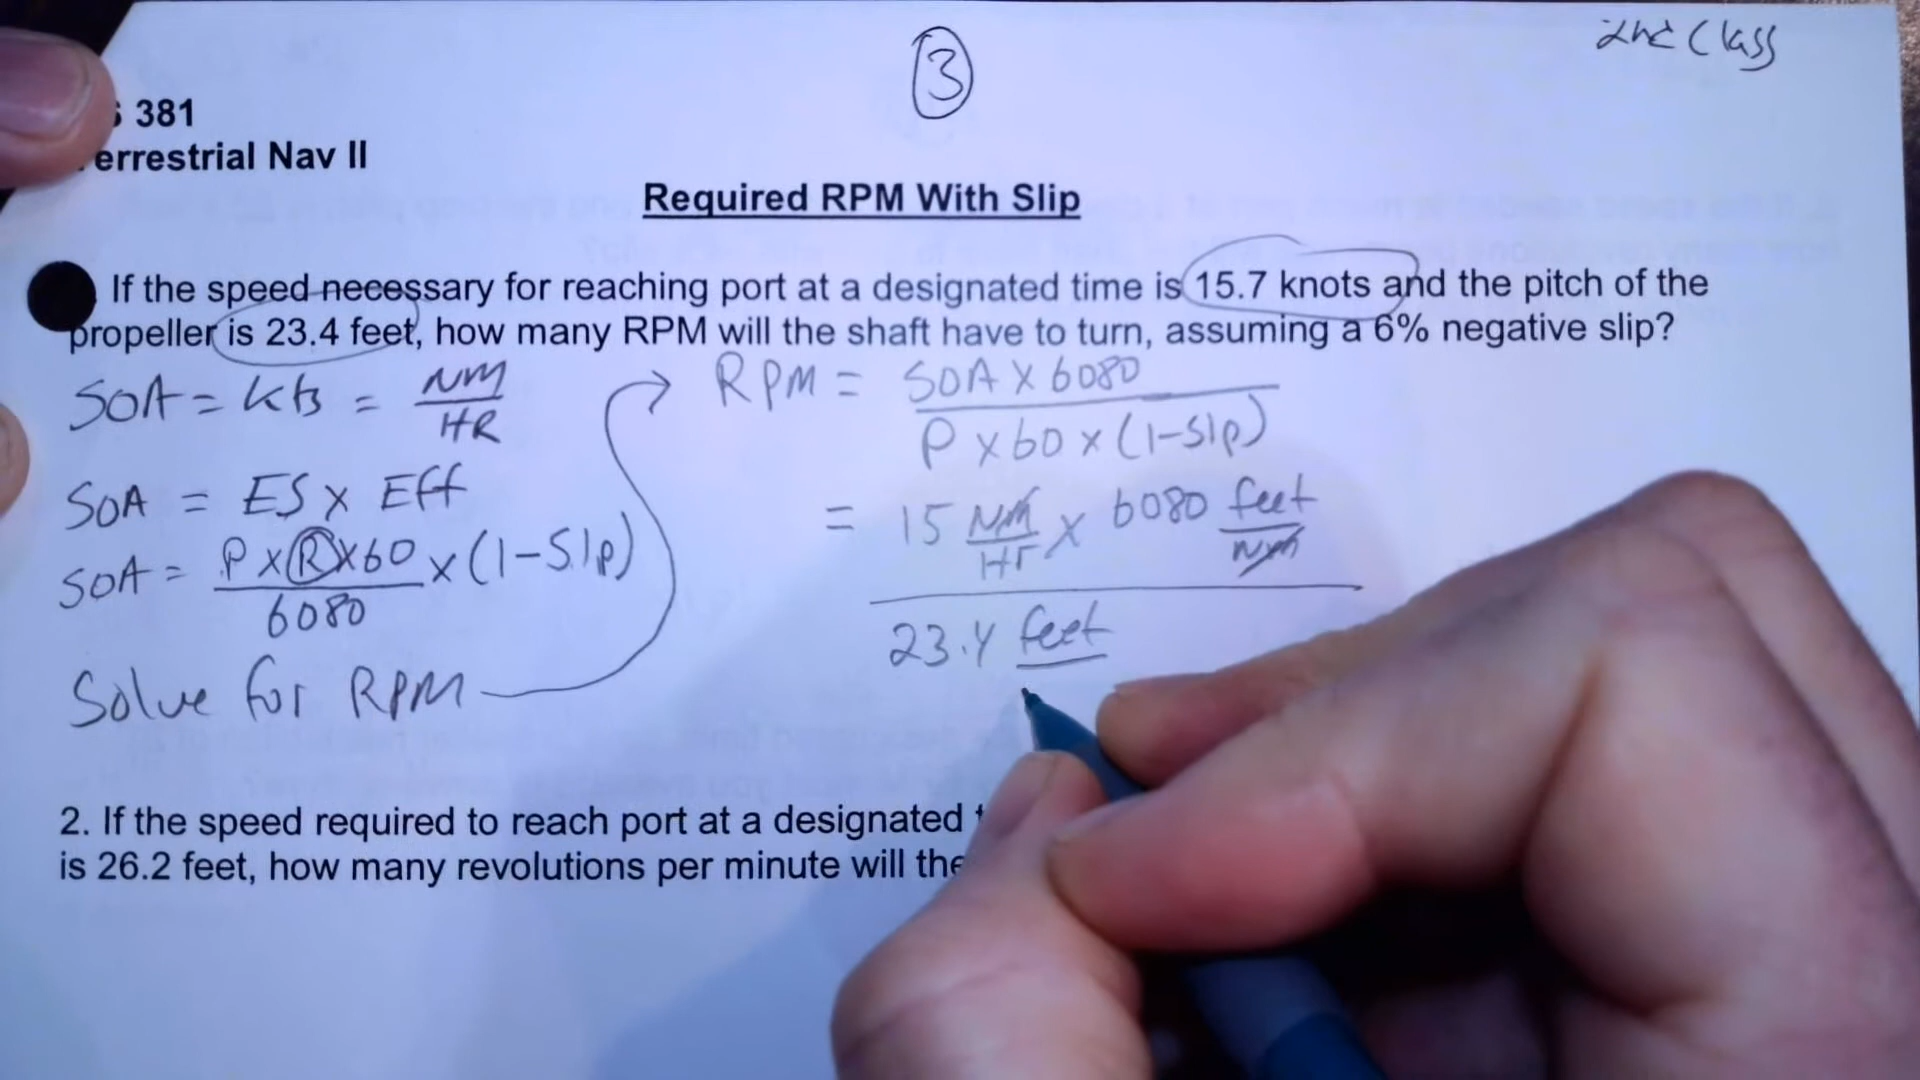 2nd Class
3
S 381
errestrial Nav II
Required RPM With Slip
If the speed necessary for reaching port at a designated time is 15.7 knots and the pitch of the
propeller is 23.4 feet, how many RPM will the shaft have to turn, assuming a 6% negative slip?
SOA = kts = NM
HR
SOA = ES x Eff
SOA = P x R x 60 x (1-Slp)
6080
Solve for RPM
RPM = SOA x 6080
P x 60 x (1-Slp)
= 15 NM x 6080 feet
Hr NM
23.4 feet
2. If the speed required to reach port at a designated
is 26.2 feet, how many revolutions per minute will the